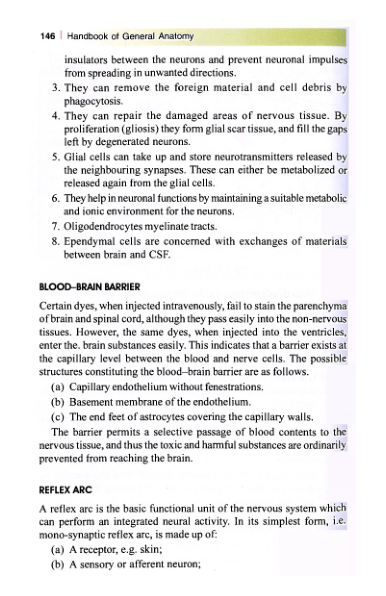 146 | Handbook of General Anatomy
insulators between the neurons and prevent neuronal impulses
from spreading in unwanted directions.
3. They can remove the foreign material and cell debris by
phagocytosis.
4. They can repair the damaged areas of nervous tissue. By
proliferation (gliosis) they form glial scar tissue, and fill the gaps
left by degenerated neurons.
5. Glial cells can take up and store neurotransmitters released by
the neighbouring synapses. These can either be metabolized or
released again from the glial cells.
6. They help in neuronal functions by maintaining a suitable metabolic
and ionic environment for the neurons.
7. Oligodendrocytes myelinate tracts.
8. Ependymal cells are concerned with exchanges of materials
between brain and CSF.
BLOOD–BRAIN BARRIER
Certain dyes, when injected intravenously, fail to stain the parenchyma
of brain and spinal cord, although they pass easily into the non-nervous
tissues. However, the same dyes, when injected into the ventricles,
enter the. brain substances easily. This indicates that a barrier exists at
the capillary level between the blood and nerve cells. The possible
structures constituting the blood–brain barrier are as follows.
(a) Capillary endothelium without fenestrations.
(b) Basement membrane of the endothelium.
(c) The end feet of astrocytes covering the capillary walls.
The barrier permits a selective passage of blood contents to the
nervous tissue, and thus the toxic and harmful substances are ordinarily
prevented from reaching the brain.
REFLEX ARC
A reflex arc is the basic functional unit of the nervous system which
can perform an integrated neural activity. In its simplest form, i.e.
mono-synaptic reflex arc, is made up of:
(a) A receptor, e.g. skin;
(b) A sensory or afferent neuron;